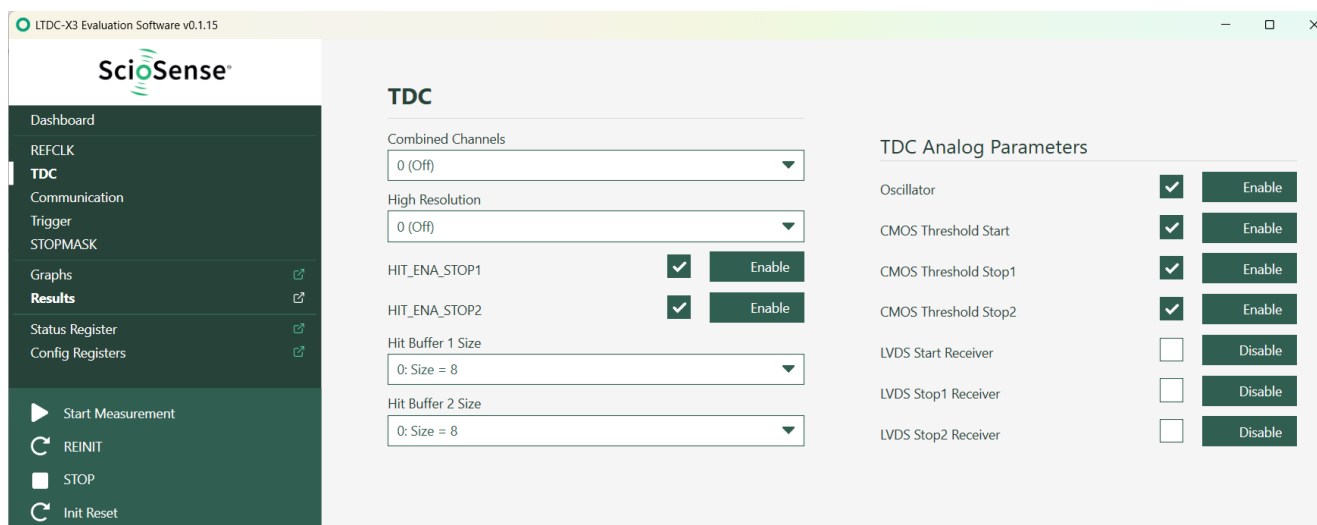 LTDC-X3 Evaluation Software v0.1.15
ScioSense
Dashboard
REFCLK
TDC
Communication
Trigger
STOPMASK
Graphs
Results
Status Register
Config Registers
Start Measurement
REINIT
STOP
Init Reset
TDC
Combined Channels
0 (Off)
High Resolution
0 (Off)
HIT_ENA_STOP1 Enable
HIT_ENA_STOP2 Enable
Hit Buffer 1 Size
0: Size = 8
Hit Buffer 2 Size
0: Size = 8
TDC Analog Parameters
Oscillator Enable
CMOS Threshold Start Enable
CMOS Threshold Stop1 Enable
CMOS Threshold Stop2 Enable
LVDS Start Receiver Disable
LVDS Stop1 Receiver Disable
LVDS Stop2 Receiver Disable